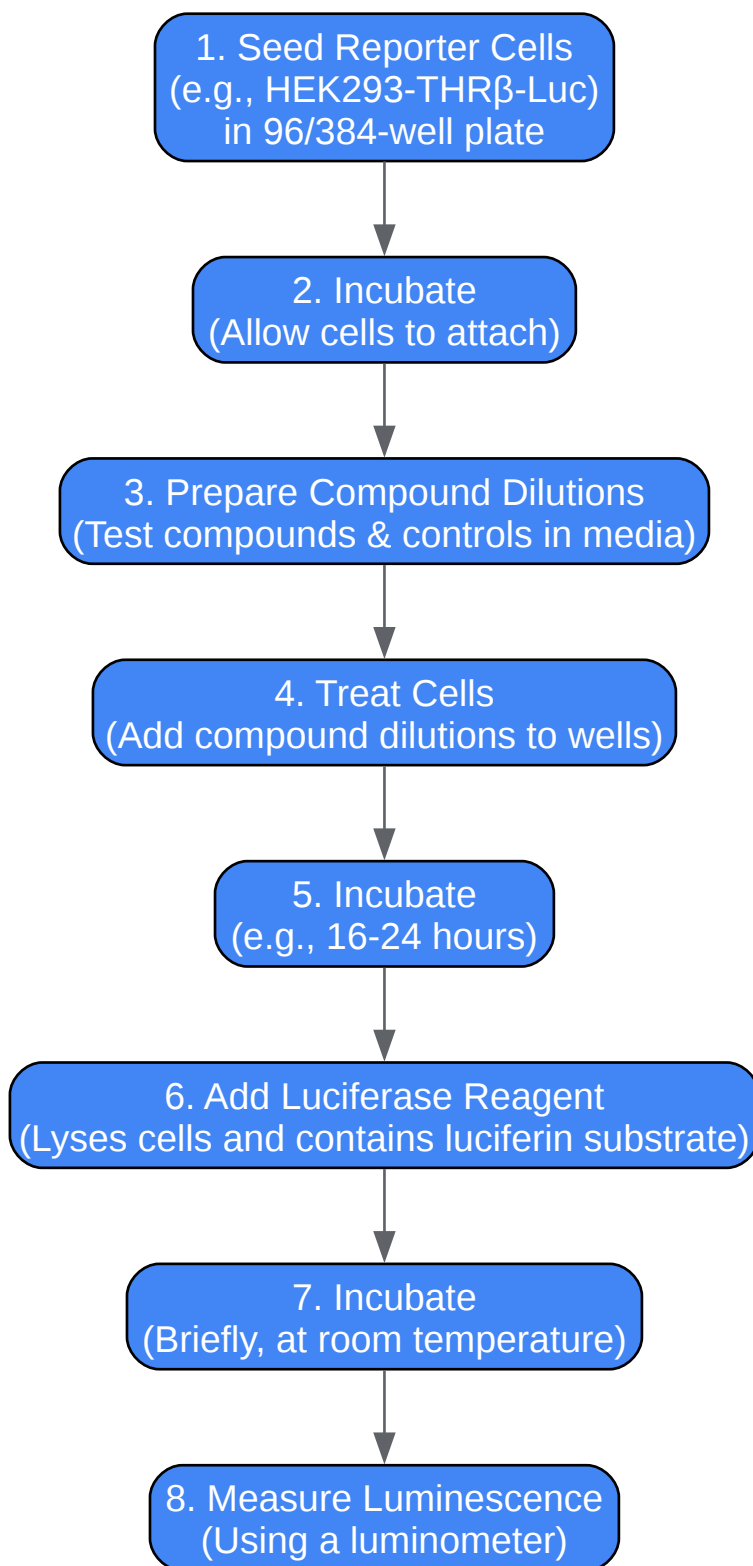 1. Seed Reporter Cells
(e.g., HEK293-THRβ-Luc)
in 96/384-well plate
2. Incubate
(Allow cells to attach)
3. Prepare Compound Dilutions
(Test compounds & controls in media)
4. Treat Cells
(Add compound dilutions to wells)
5. Incubate
(e.g., 16-24 hours)
6. Add Luciferase Reagent
(Lyses cells and contains luciferin substrate)
7. Incubate
(Briefly, at room temperature)
8. Measure Luminescence
(Using a luminometer)